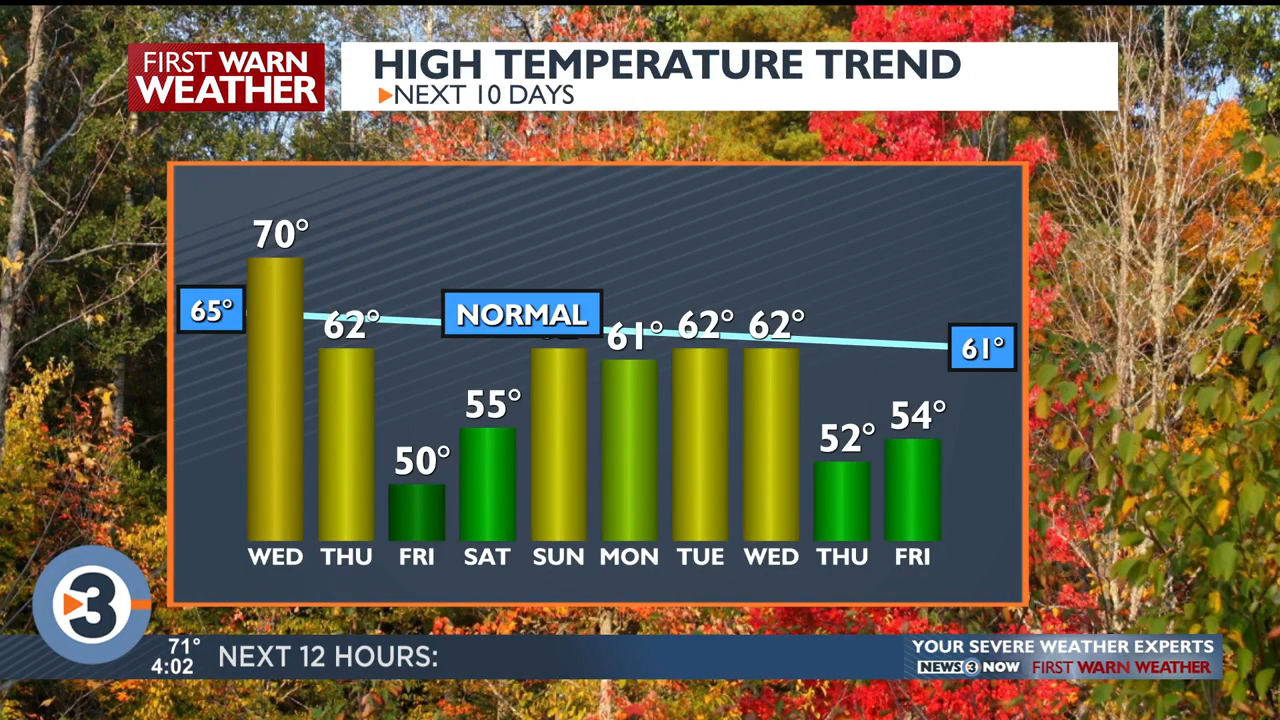 FIRST WARN
WEATHER
HIGH TEMPERATURE TREND
NEXT 10 DAYS
70°
65°
62°
NORMAL
61°
62°
62°
61°
55°
50°
52°
54°
WED THU FRI SAT SUN MON TUE WED THU FRI
3
71°
4:02
NEXT 12 HOURS:
YOUR SEVERE WEATHER EXPERTS
NEWS 3 NOW FIRST WARN WEATHER